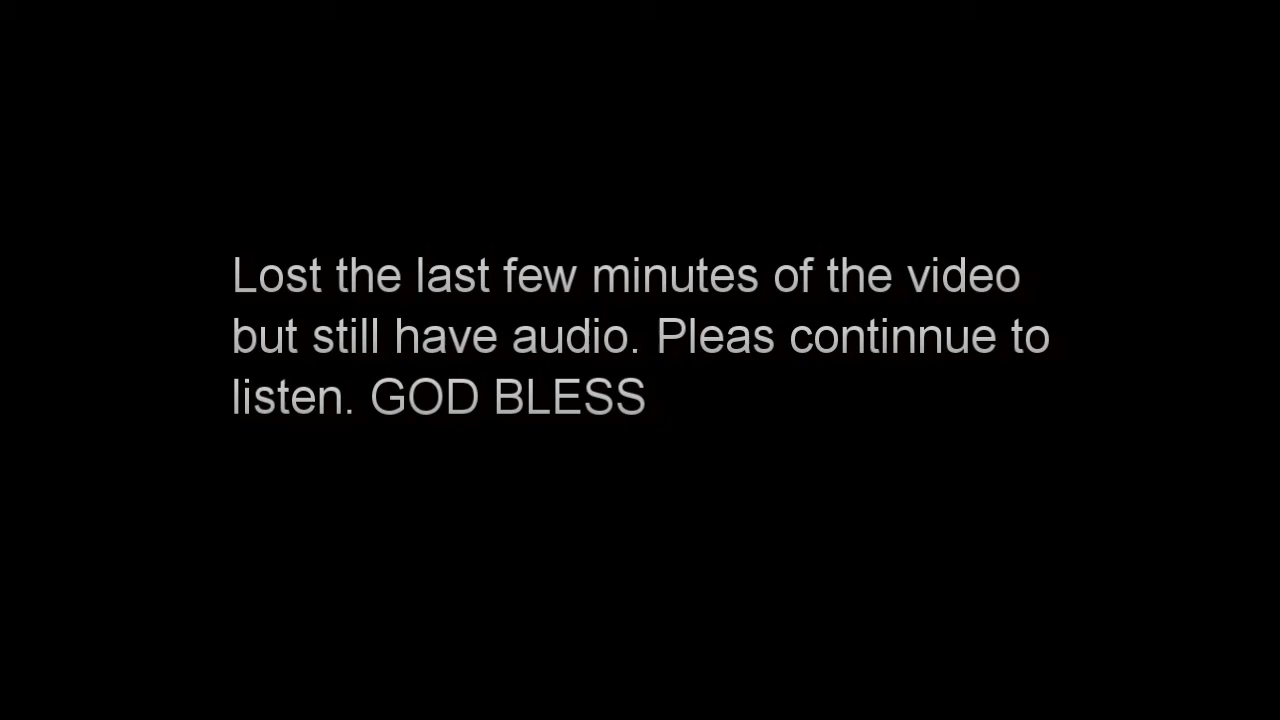 Lost the last few minutes of the video
but still have audio. Pleas continnue to
listen. GOD BLESS